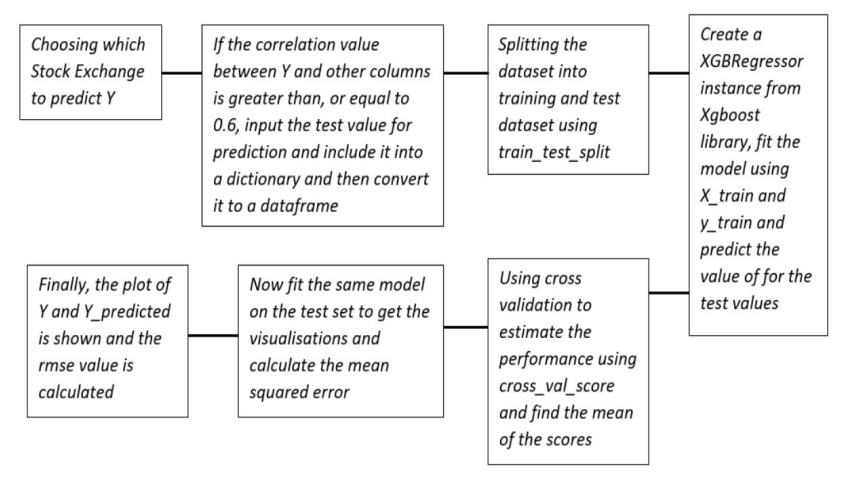 Choosing which
Stock Exchange
to predict Y
If the correlation value
between Y and other columns
is greater than, or equal to
0.6, input the test value for
prediction and include it into
a dictionary and then convert
it to a dataframe
Splitting the
dataset into
training and test
dataset using
train_test_split
Create a
XGBRegressor
instance from
Xgboost
library, fit the
model using
X_train and
y_train and
predict the
value of for the
test values
Using cross
validation to
estimate the
performance using
cross_val_score
and find the mean
of the scores
Now fit the same model
on the test set to get the
visualisations and
calculate the mean
squared error
Finally, the plot of
Y and Y_predicted
is shown and the
rmse value is
calculated